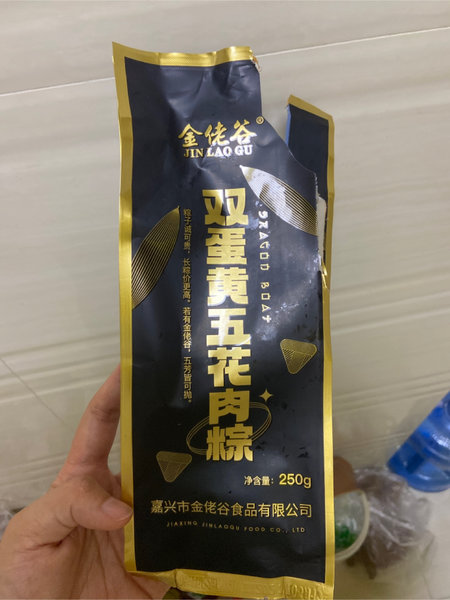 金佬谷®
JIN LAO GU
双蛋黄五花肉粽
DRAGON BOAT
粽子诚可贵，长粽价更高。若有金佬谷，五芳皆可抛。
净含量：250g
嘉兴市金佬谷食品有限公司
JIAXING JINLAOGU FOOD CO., LTD